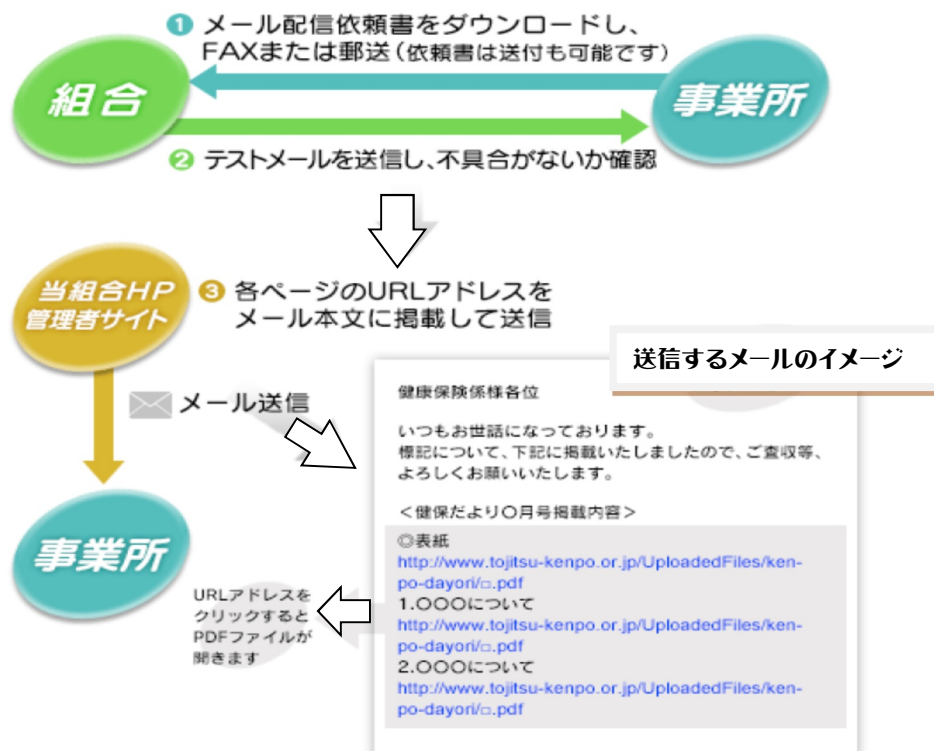 ❶ メール配信依頼書をダウンロードし、
FAXまたは郵送（依頼書は送付も可能です）
組合
事業所
❷ テストメールを送信し、不具合がないか確認
当組合HP
管理者サイト
❸ 各ページのURLアドレスを
メール本文に掲載して送信
メール送信
事業所
URLアドレスを
クリックすると
PDFファイルが
開きます
送信するメールのイメージ
健康保険係様各位
いつもお世話になっております。
標記について、下記に掲載いたしましたので、ご査収等、
よろしくお願いいたします。
＜健保だより〇月号掲載内容＞
◎表紙
http://www.tojitsu-kenpo.or.jp/UploadedFiles/ken-
po-dayori/□.pdf
1.〇〇〇について
http://www.tojitsu-kenpo.or.jp/UploadedFiles/ken-
po-dayori/□.pdf
2.〇〇〇について
http://www.tojitsu-kenpo.or.jp/UploadedFiles/ken-
po-dayori/□.pdf